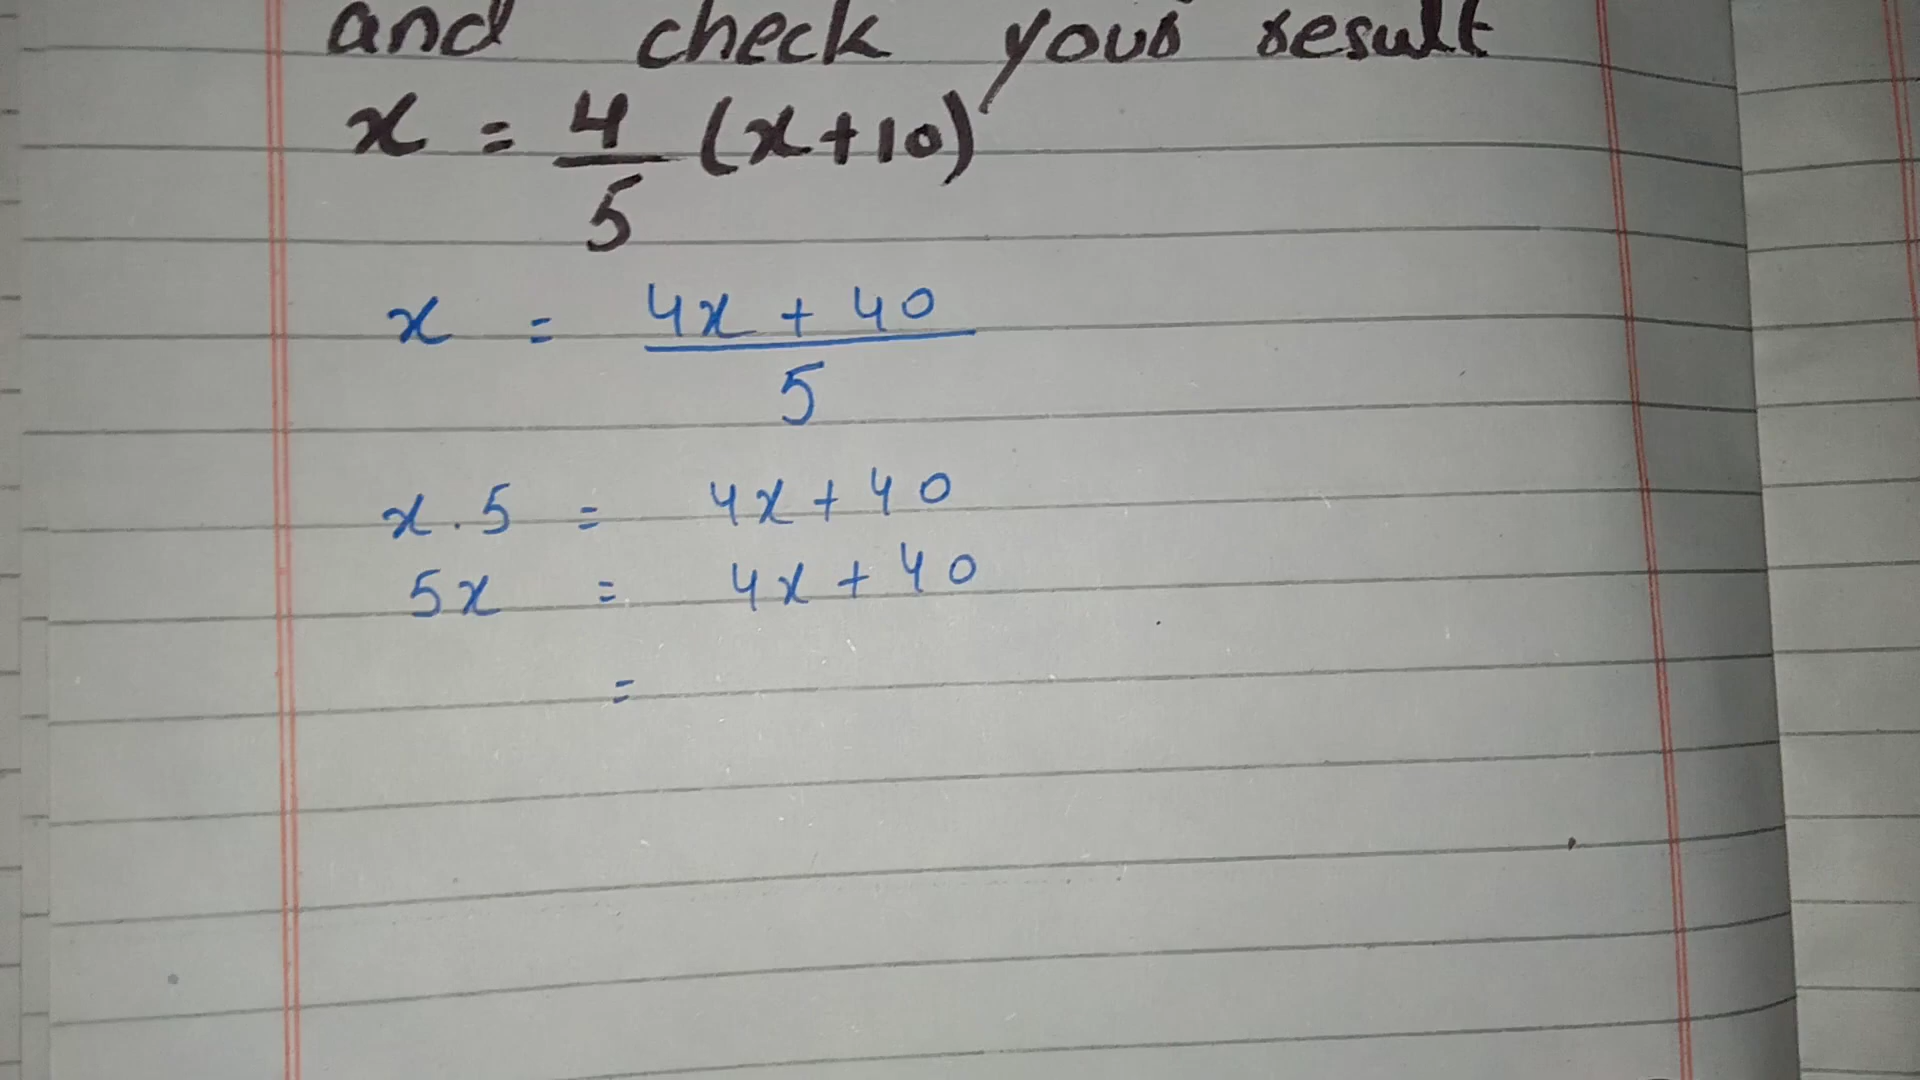 and check your result
x = 4/5 (x+10)
x = 4x + 40 / 5
x . 5 = 4x + 40
5x = 4x + 40
=